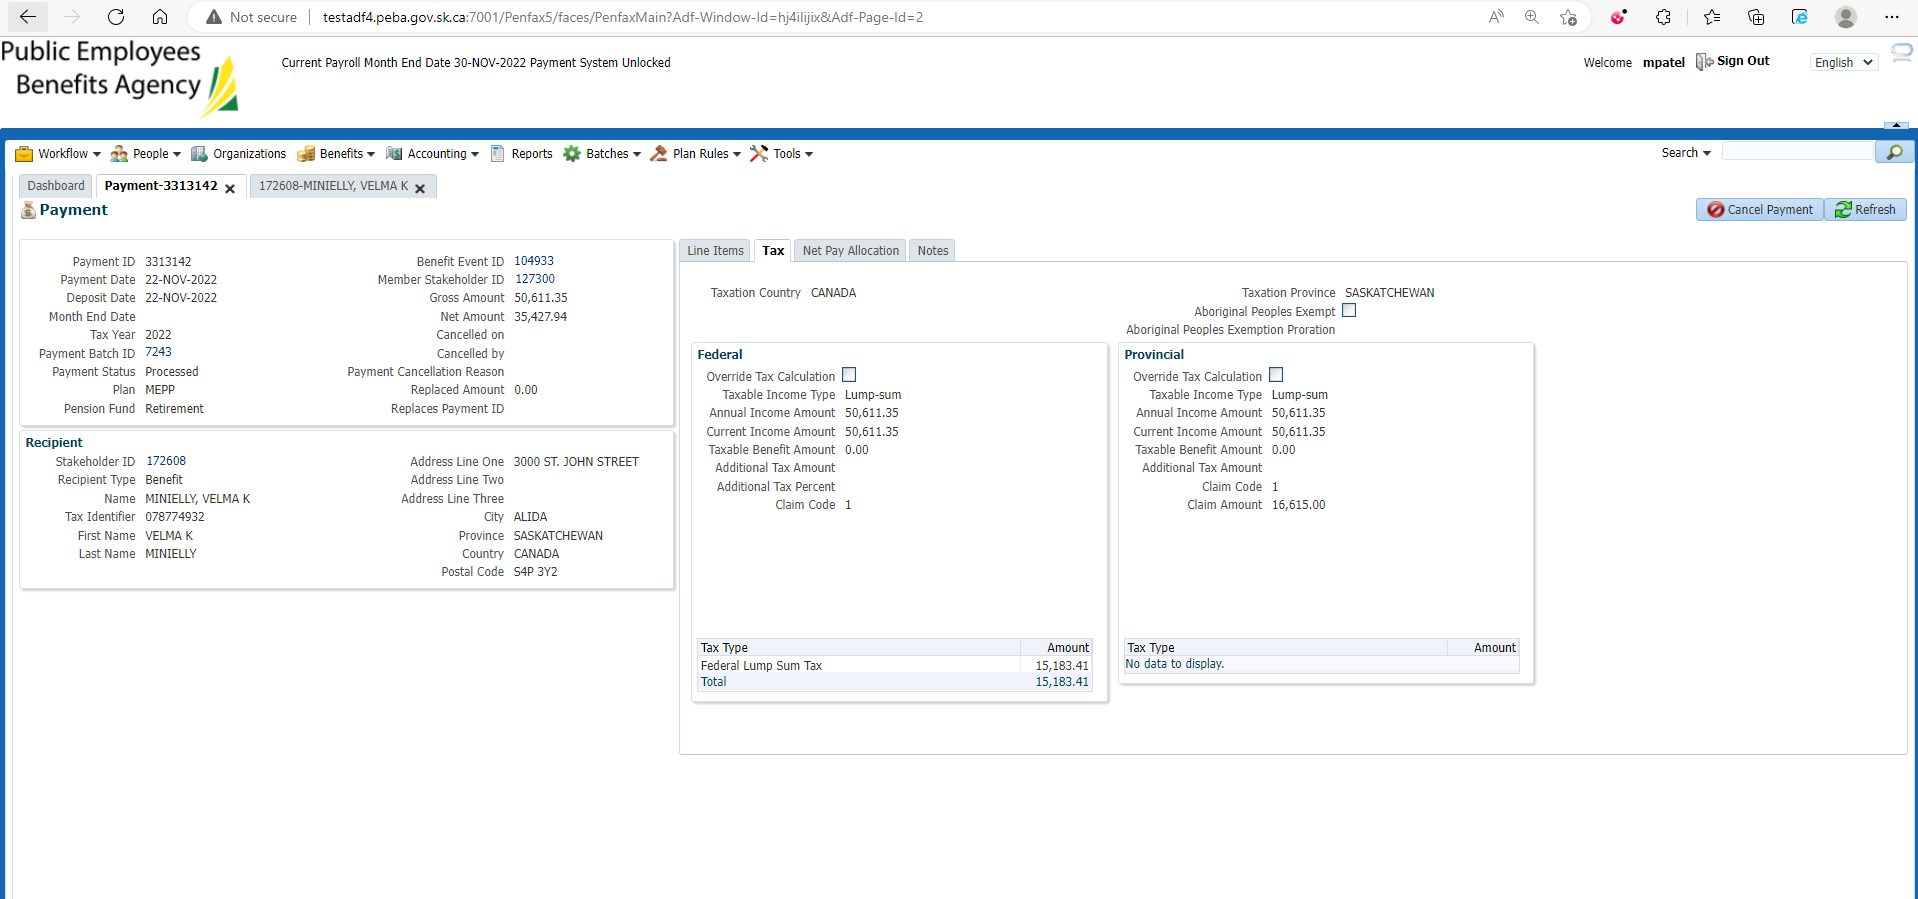 Not secure testadf4.peba.gov.sk.ca:7001/Penfax5/faces/PenfaxMain?Adf-Window-Id=hj4ilijix&Adf-Page-Id=2
Public Employees
Benefits Agency
Current Payroll Month End Date 30-NOV-2022 Payment System Unlocked
Welcome mpatel Sign Out English
Workflow People Organizations Benefits Accounting Reports Batches Plan Rules Tools Search
Dashboard Payment-3313142 172608-MINIELLY, VELMA K
Payment
Cancel Payment Refresh
Payment ID 3313142
Payment Date 22-NOV-2022
Deposit Date 22-NOV-2022
Month End Date
Tax Year 2022
Payment Batch ID 7243
Payment Status Processed
Plan MEPP
Pension Fund Retirement
Benefit Event ID 104933
Member Stakeholder ID 127300
Gross Amount 50,611.35
Net Amount 35,427.94
Cancelled on
Cancelled by
Payment Cancellation Reason
Replaced Amount 0.00
Replaces Payment ID
Recipient
Stakeholder ID 172608
Recipient Type Benefit
Name MINIELLY, VELMA K
Tax Identifier 078774932
First Name VELMA K
Last Name MINIELLY
Address Line One 3000 ST. JOHN STREET
Address Line Two
Address Line Three
City ALIDA
Province SASKATCHEWAN
Country CANADA
Postal Code S4P 3Y2
Line Items Tax Net Pay Allocation Notes
Taxation Country CANADA
Taxation Province SASKATCHEWAN
Aboriginal Peoples Exempt
Aboriginal Peoples Exemption Proration
Federal
Override Tax Calculation
Taxable Income Type Lump-sum
Annual Income Amount 50,611.35
Current Income Amount 50,611.35
Taxable Benefit Amount 0.00
Additional Tax Amount
Additional Tax Percent
Claim Code 1
Tax Type Amount
Federal Lump Sum Tax 15,183.41
Total 15,183.41
Provincial
Override Tax Calculation
Taxable Income Type Lump-sum
Annual Income Amount 50,611.35
Current Income Amount 50,611.35
Taxable Benefit Amount 0.00
Additional Tax Amount
Claim Code 1
Claim Amount 16,615.00
Tax Type Amount
No data to display.